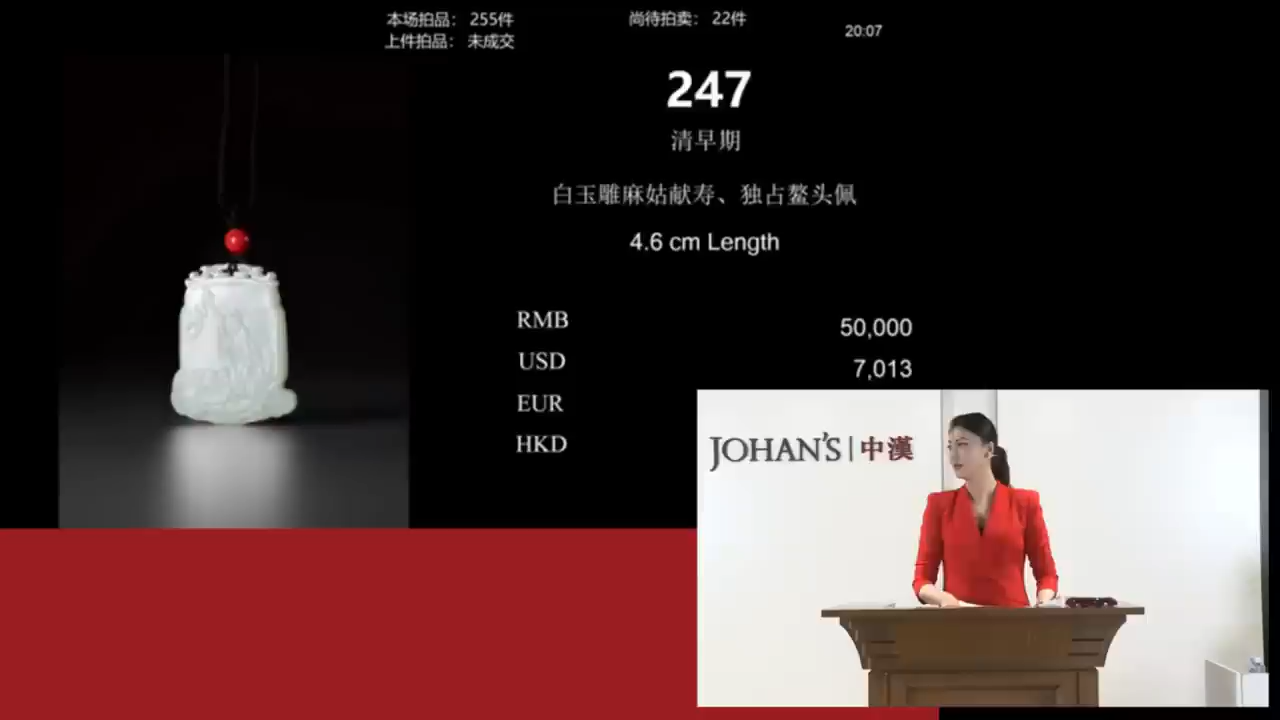 本场拍品： 255件
尚待拍卖： 22件
上件拍品： 未成交
20:07
247
清早期
白玉雕麻姑献寿、独占鳌头佩
4.6 cm Length
RMB 50,000
USD 7,013
EUR
HKD
JOHAN'S | 中漢